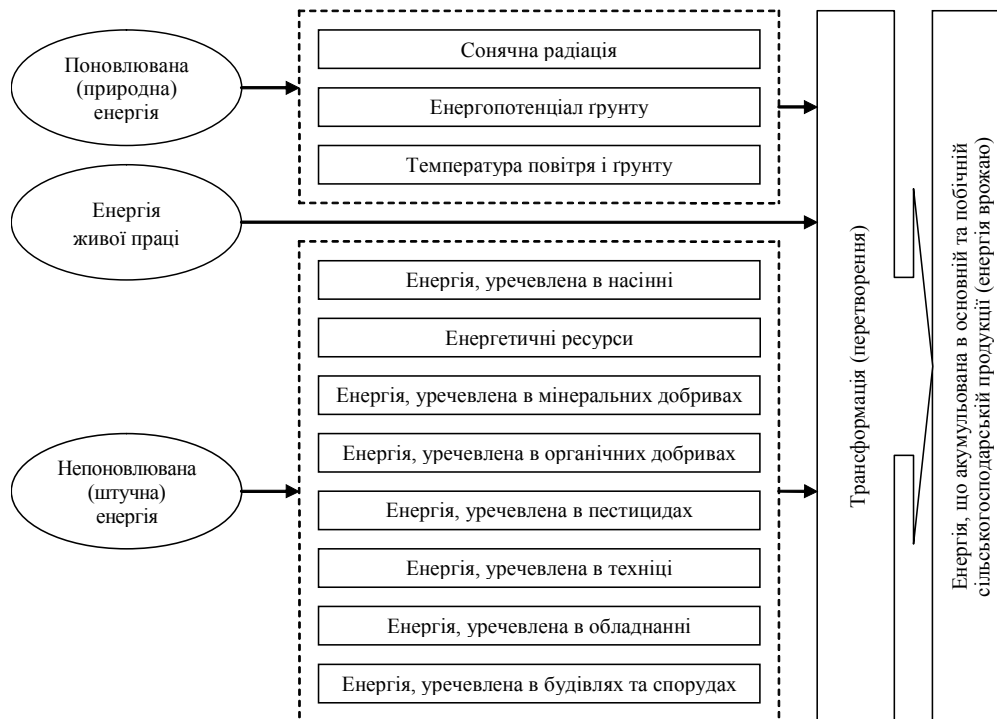 Поновлювана
(природна)
енергія
Сонячна радіація
Енергопотенціал ґрунту
Температура повітря і ґрунту
Енергія
живої праці
Непоновлювана
(штучна)
енергія
Енергія, уречевлена в насінні
Енергетичні ресурси
Енергія, уречевлена в мінеральних добривах
Енергія, уречевлена в органічних добривах
Енергія, уречевлена в пестицидах
Енергія, уречевлена в техніці
Енергія, уречевлена в обладнанні
Енергія, уречевлена в будівлях та спорудах
Трансформація (перетворення)
Енергія, що акумульована в основній та побічній
сільськогосподарській продукції (енергія врожаю)